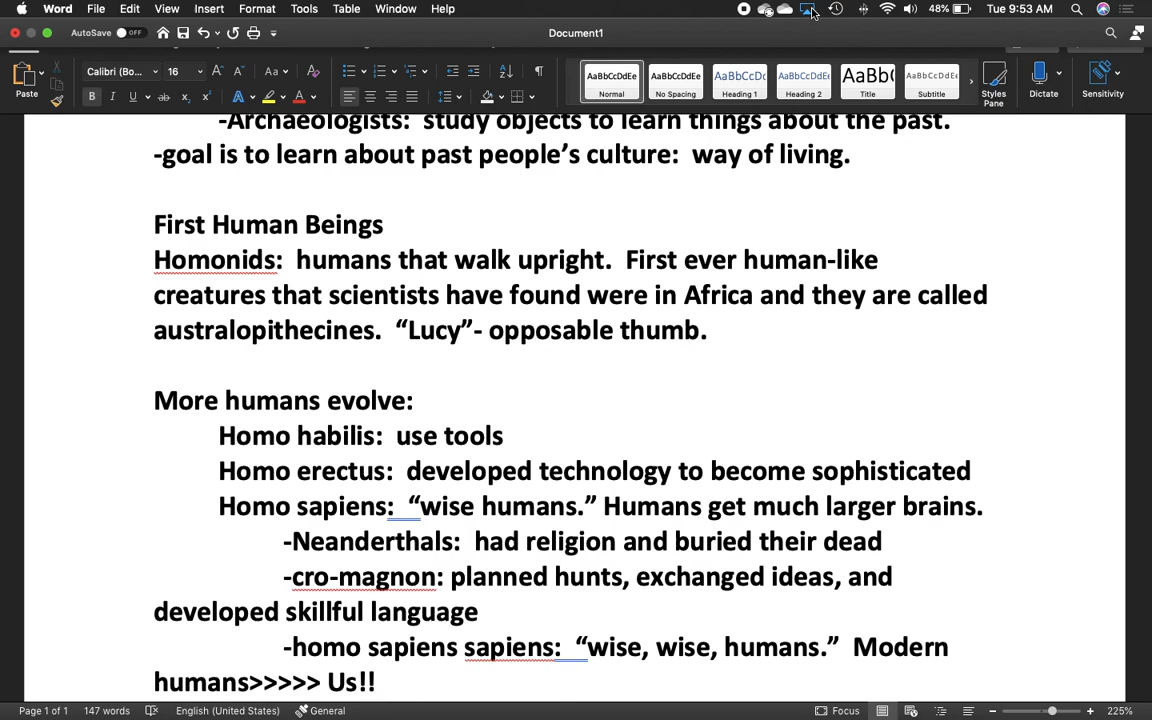 Word File Edit View Insert Format Tools Table Window Help 48% Tue 9:53 AM
AutoSave OFF Document1
Paste Calibri (Bo... 16 Aa AaBbCcDdEe AaBbCcDdEe AaBbCcDc AaBbCcDdEe AaBb( AaBbCcDdEe
B I U ab x A A Normal No Spacing Heading 1 Heading 2 Title Subtitle Styles Pane Dictate Sensitivity
-Archaeologists: study objects to learn things about the past.
-goal is to learn about past people’s culture: way of living.
First Human Beings
Homonids: humans that walk upright. First ever human-like
creatures that scientists have found were in Africa and they are called
australopithecines. “Lucy”- opposable thumb.
More humans evolve:
Homo habilis: use tools
Homo erectus: developed technology to become sophisticated
Homo sapiens: “wise humans.” Humans get much larger brains.
-Neanderthals: had religion and buried their dead
-cro-magnon: planned hunts, exchanged ideas, and
developed skillful language
-homo sapiens sapiens: “wise, wise, humans.” Modern
humans>>>>> Us!!
Page 1 of 1 147 words English (United States) General Focus 225%